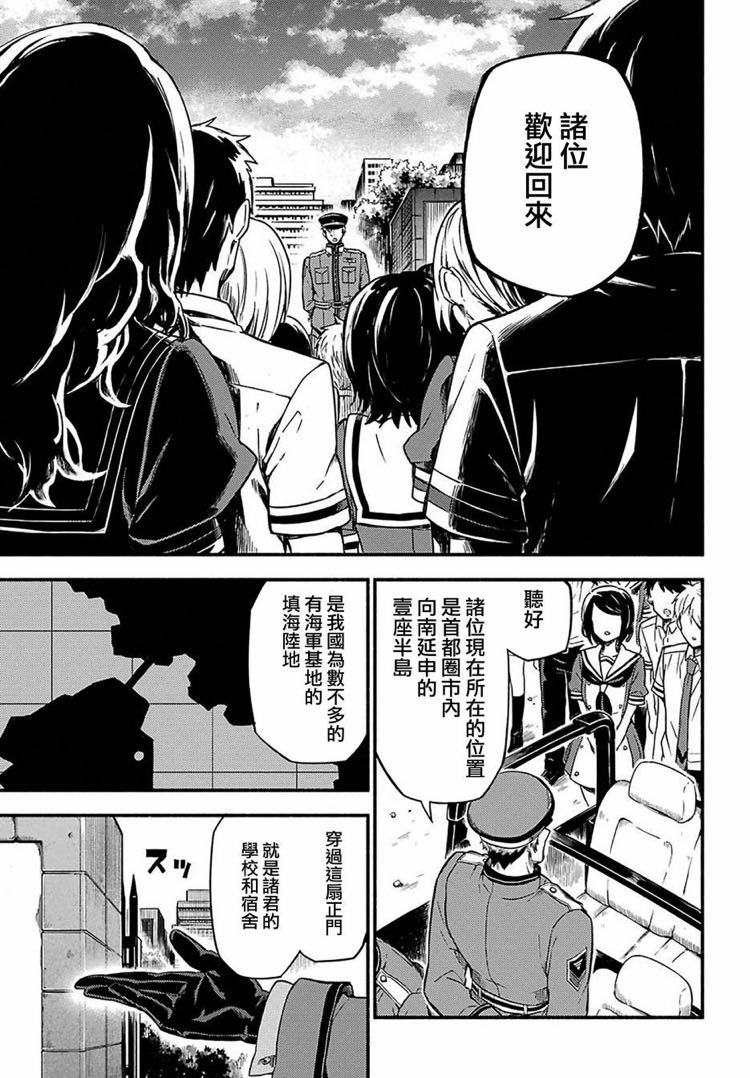 諸位
歡迎回來
聽好
諸位現在所在的位置
是首都圈市內
向南延申的
壹座半島
是我國為數不多的
有海軍基地的
填海陸地
穿過這扇正門
就是諸君的
學校和宿舍
スッ